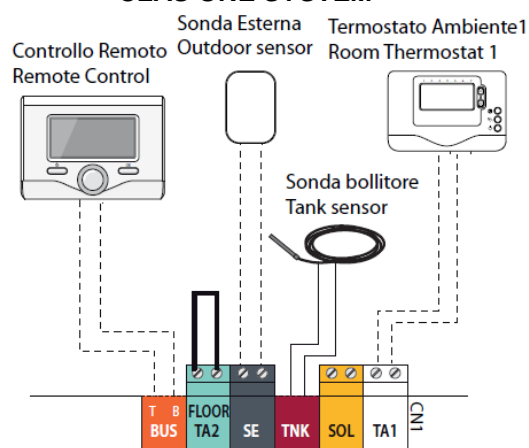 Sonda Esterna
Outdoor sensor
Termostato Ambiente1
Room Thermostat 1
Controllo Remoto
Remote Control
Sonda bollitore
Tank sensor
T B
BUS
FLOOR
TA2
SE
TNK
SOL
TA1
CN1